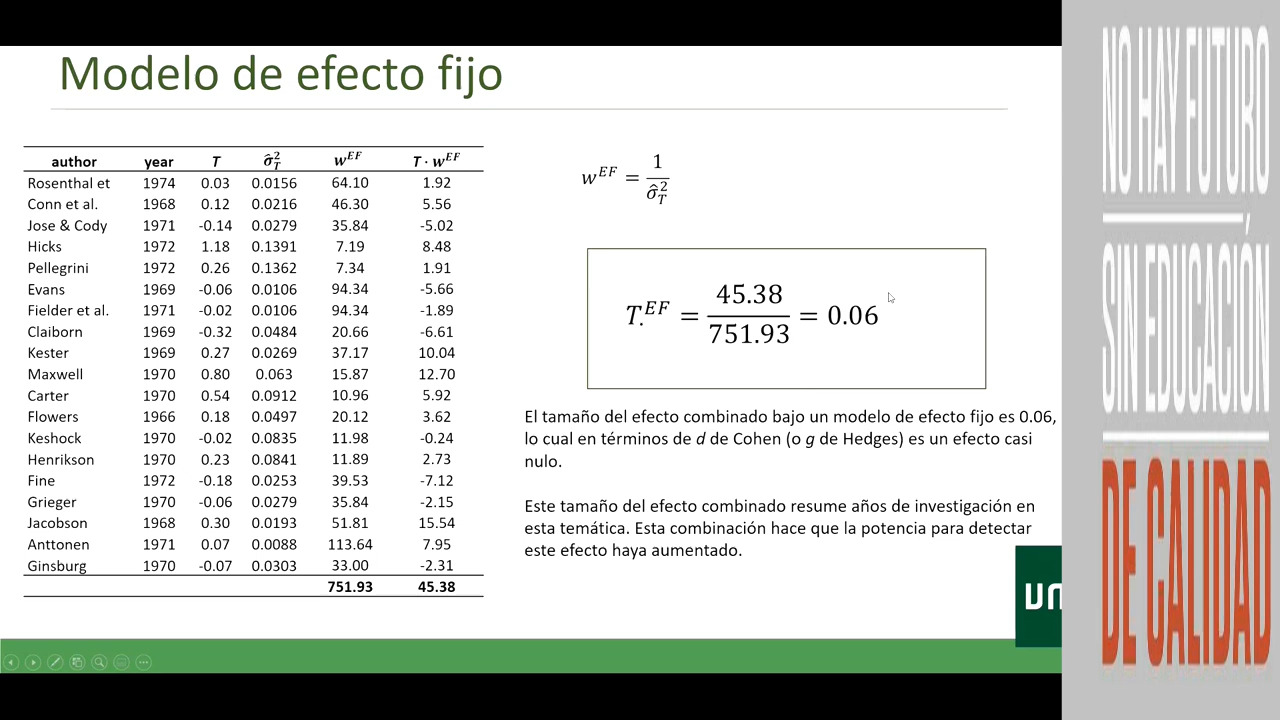 Modelo de efecto fijo
author year T σ̂²_T w^EF T · w^EF
Rosenthal et 1974 0.03 0.0156 64.10 1.92
Conn et al. 1968 0.12 0.0216 46.30 5.56
Jose & Cody 1971 -0.14 0.0279 35.84 -5.02
Hicks 1972 1.18 0.1391 7.19 8.48
Pellegrini 1972 0.26 0.1362 7.34 1.91
Evans 1969 -0.06 0.0106 94.34 -5.66
Fielder et al. 1971 -0.02 0.0106 94.34 -1.89
Claiborn 1969 -0.32 0.0484 20.66 -6.61
Kester 1969 0.27 0.0269 37.17 10.04
Maxwell 1970 0.80 0.063 15.87 12.70
Carter 1970 0.54 0.0912 10.96 5.92
Flowers 1966 0.18 0.0497 20.12 3.62
Keshock 1970 -0.02 0.0835 11.98 -0.24
Henrikson 1970 0.23 0.0841 11.89 2.73
Fine 1972 -0.18 0.0253 39.53 -7.12
Grieger 1970 -0.06 0.0279 35.84 -2.15
Jacobson 1968 0.30 0.0193 51.81 15.54
Anttonen 1971 0.07 0.0088 113.64 7.95
Ginsburg 1970 -0.07 0.0303 33.00 -2.31
751.93 45.38
w^EF = 1 / σ̂²_T
T.^EF = 45.38 / 751.93 = 0.06
El tamaño del efecto combinado bajo un modelo de efecto fijo es 0.06,
lo cual en términos de d de Cohen (o g de Hedges) es un efecto casi
nulo.
Este tamaño del efecto combinado resume años de investigación en
esta temática. Esta combinación hace que la potencia para detectar
este efecto haya aumentado.
NO HAY FUTURO
SIN EDUCACIÓN
DE CALIDAD